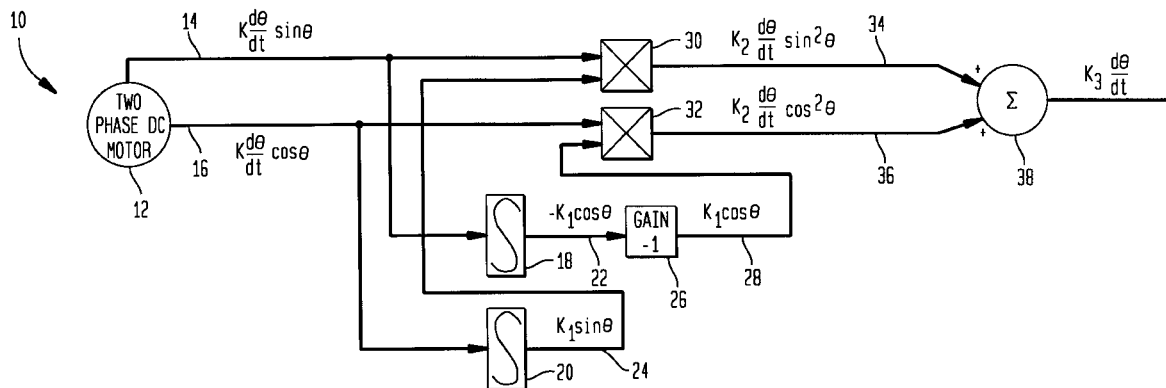 10
14
K dθ/dt sinθ
TWO
PHASE DC
MOTOR
12
16
K dθ/dt cosθ
30
K2 dθ/dt sin²θ
34
32
K2 dθ/dt cos²θ
36
+
+
Σ
38
K3 dθ/dt
18
-K1cosθ
22
GAIN
-1
26
K1cosθ
28
20
K1sinθ
24